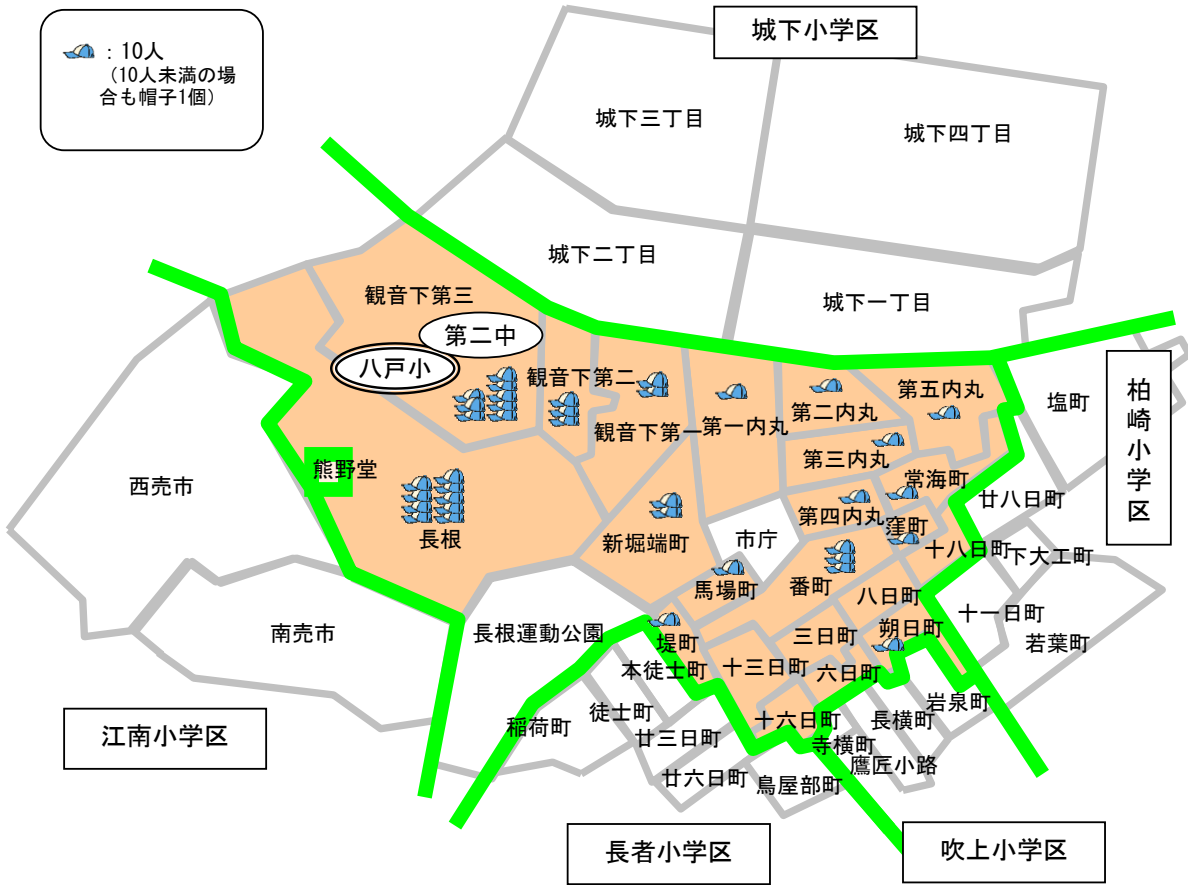 ：10人
（10人未満の場
合も帽子1個）
城下小学区
城下三丁目
城下四丁目
城下二丁目
城下一丁目
観音下第三
第二中
八戸小
観音下第二
観音下第一
第一内丸
第二内丸
第五内丸
第三内丸
塩町
柏崎小学区
西売市
熊野堂
長根
新堀端町
市庁
第四内丸
常海町
窪町
廿八日町
十八日町
下大工町
馬場町
番町
八日町
十一日町
南売市
長根運動公園
堤町
三日町
朔日町
若葉町
本徒士町
十三日町
六日町
岩泉町
江南小学区
稲荷町
徒士町
廿三日町
十六日町
長横町
寺横町
鷹匠小路
廿六日町
鳥屋部町
長者小学区
吹上小学区